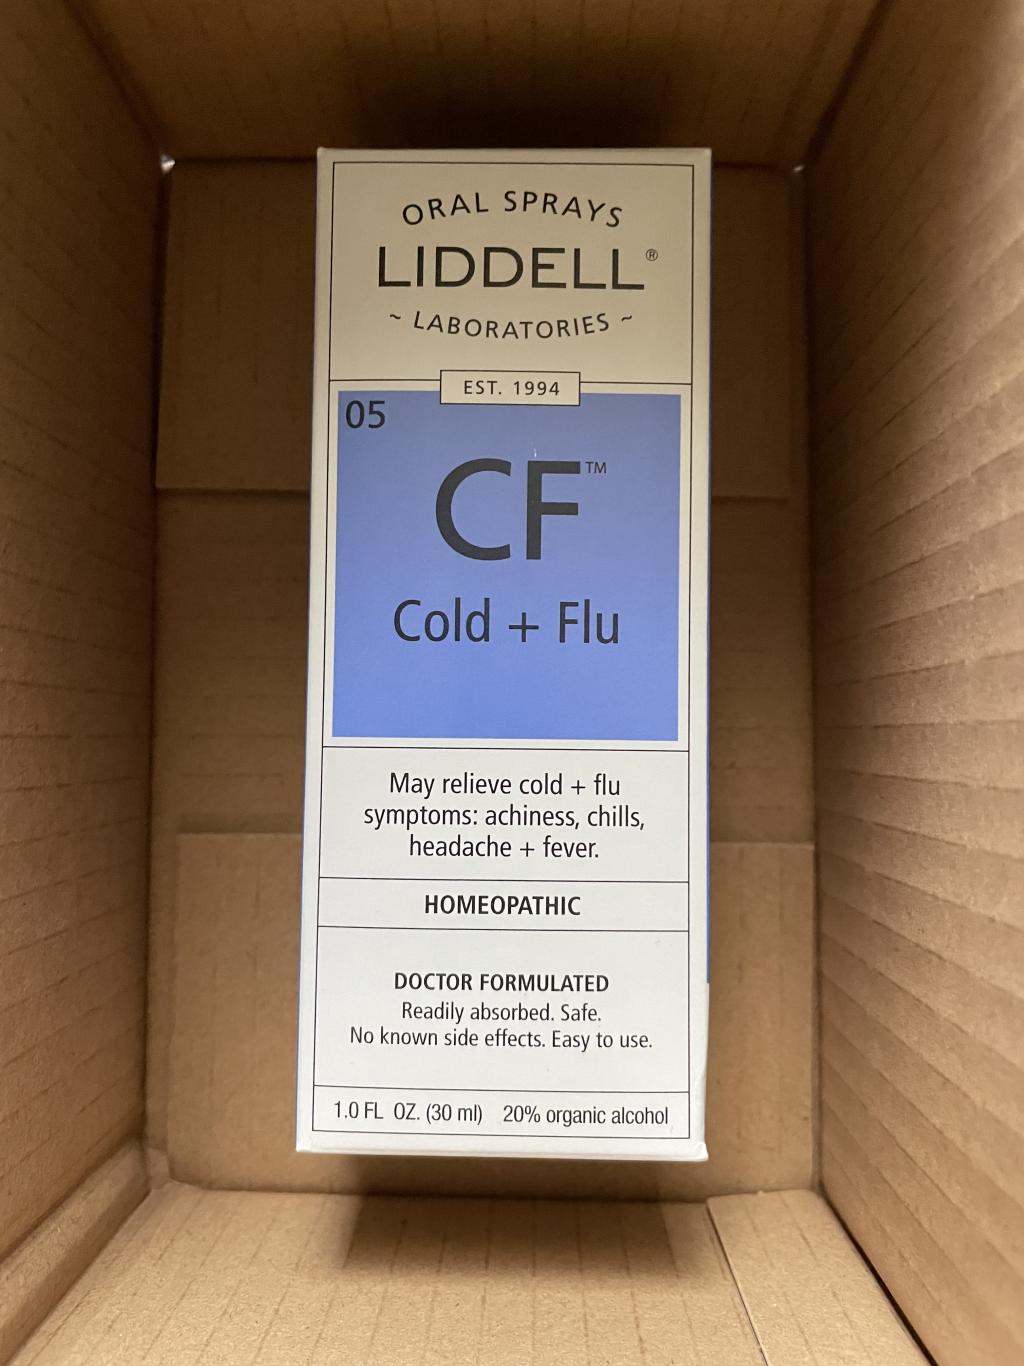 ORAL SPRAYS
LIDDELL®
~ LABORATORIES ~
EST. 1994
05
CF™
Cold + Flu
May relieve cold + flu
symptoms: achiness, chills,
headache + fever.
HOMEOPATHIC
DOCTOR FORMULATED
Readily absorbed. Safe.
No known side effects. Easy to use.
1.0 FL OZ. (30 ml) 20% organic alcohol